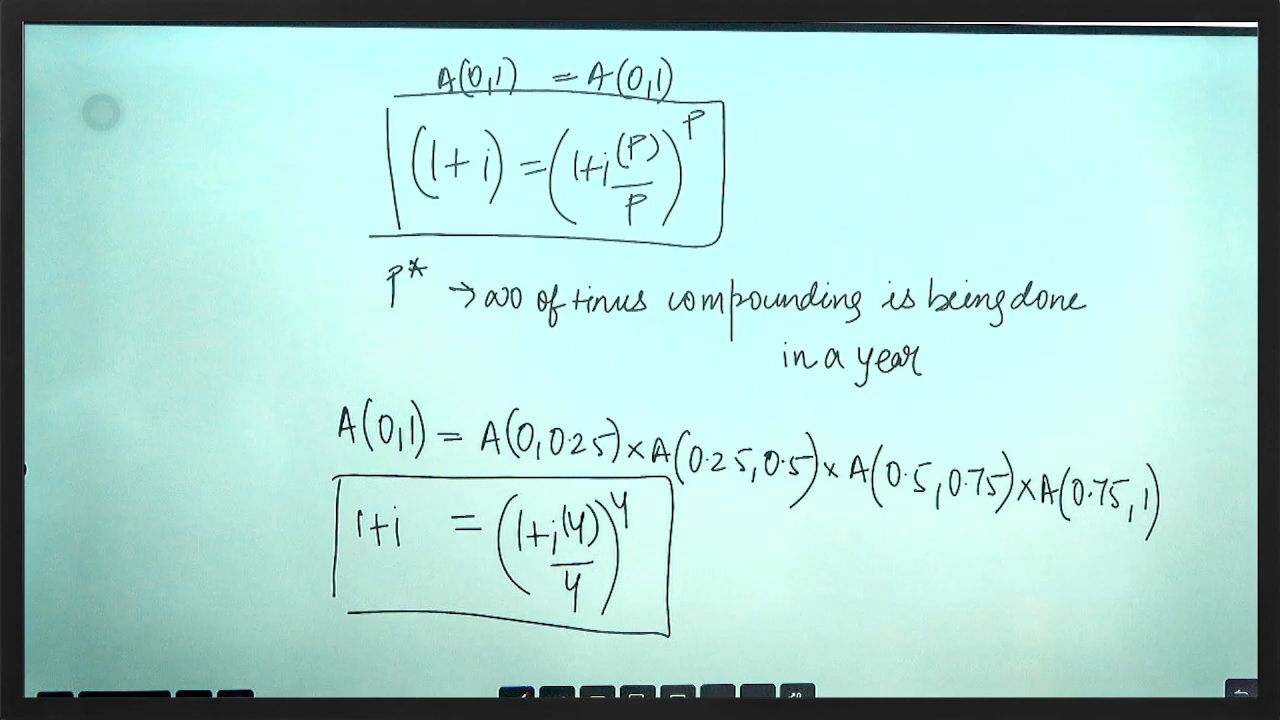 A(0,1) = A(0,1)
(1+i) = (1+i^(P)/P)^P
P* → no of times compounding is being done
in a year
A(0,1) = A(0,0.25)×A(0.25,0.5)×A(0.5,0.75)×A(0.75,1)
1+i = (1+i^(4)/4)^4